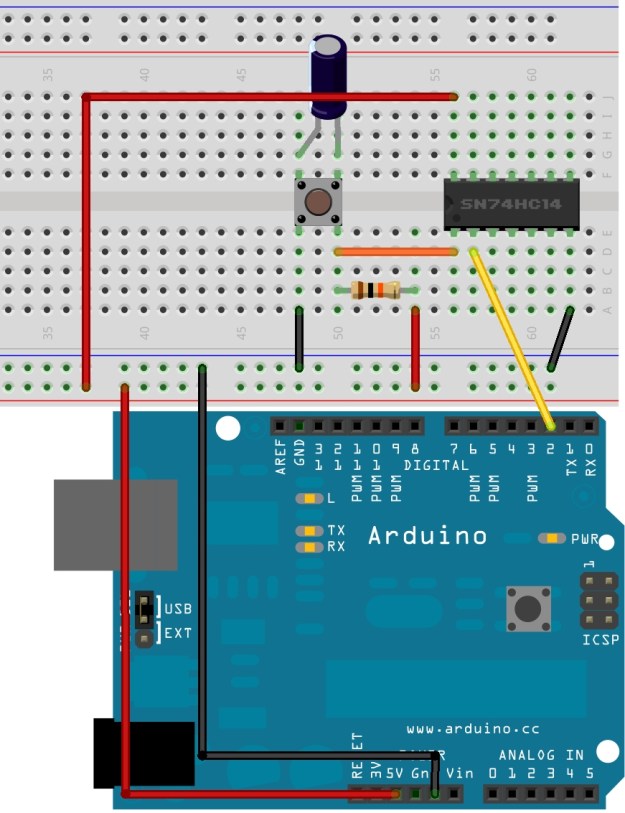 35 40 45 50 55 60
J
I
H
G
F
SN74HC14
E
D
C
B
A
35 40 45 50 55 60
AREF GND 13 12 11 10 9 8 7 6 5 4 3 2 1 0
PWM PWM PWM PWM PWM PWM TX RX
DIGITAL
L
TX
RX
Arduino
PWR
1
USB
EXT
ICSP
www.arduino.cc
RESET 3V
ANALOG IN
5V Gnd Vin 0 1 2 3 4 5